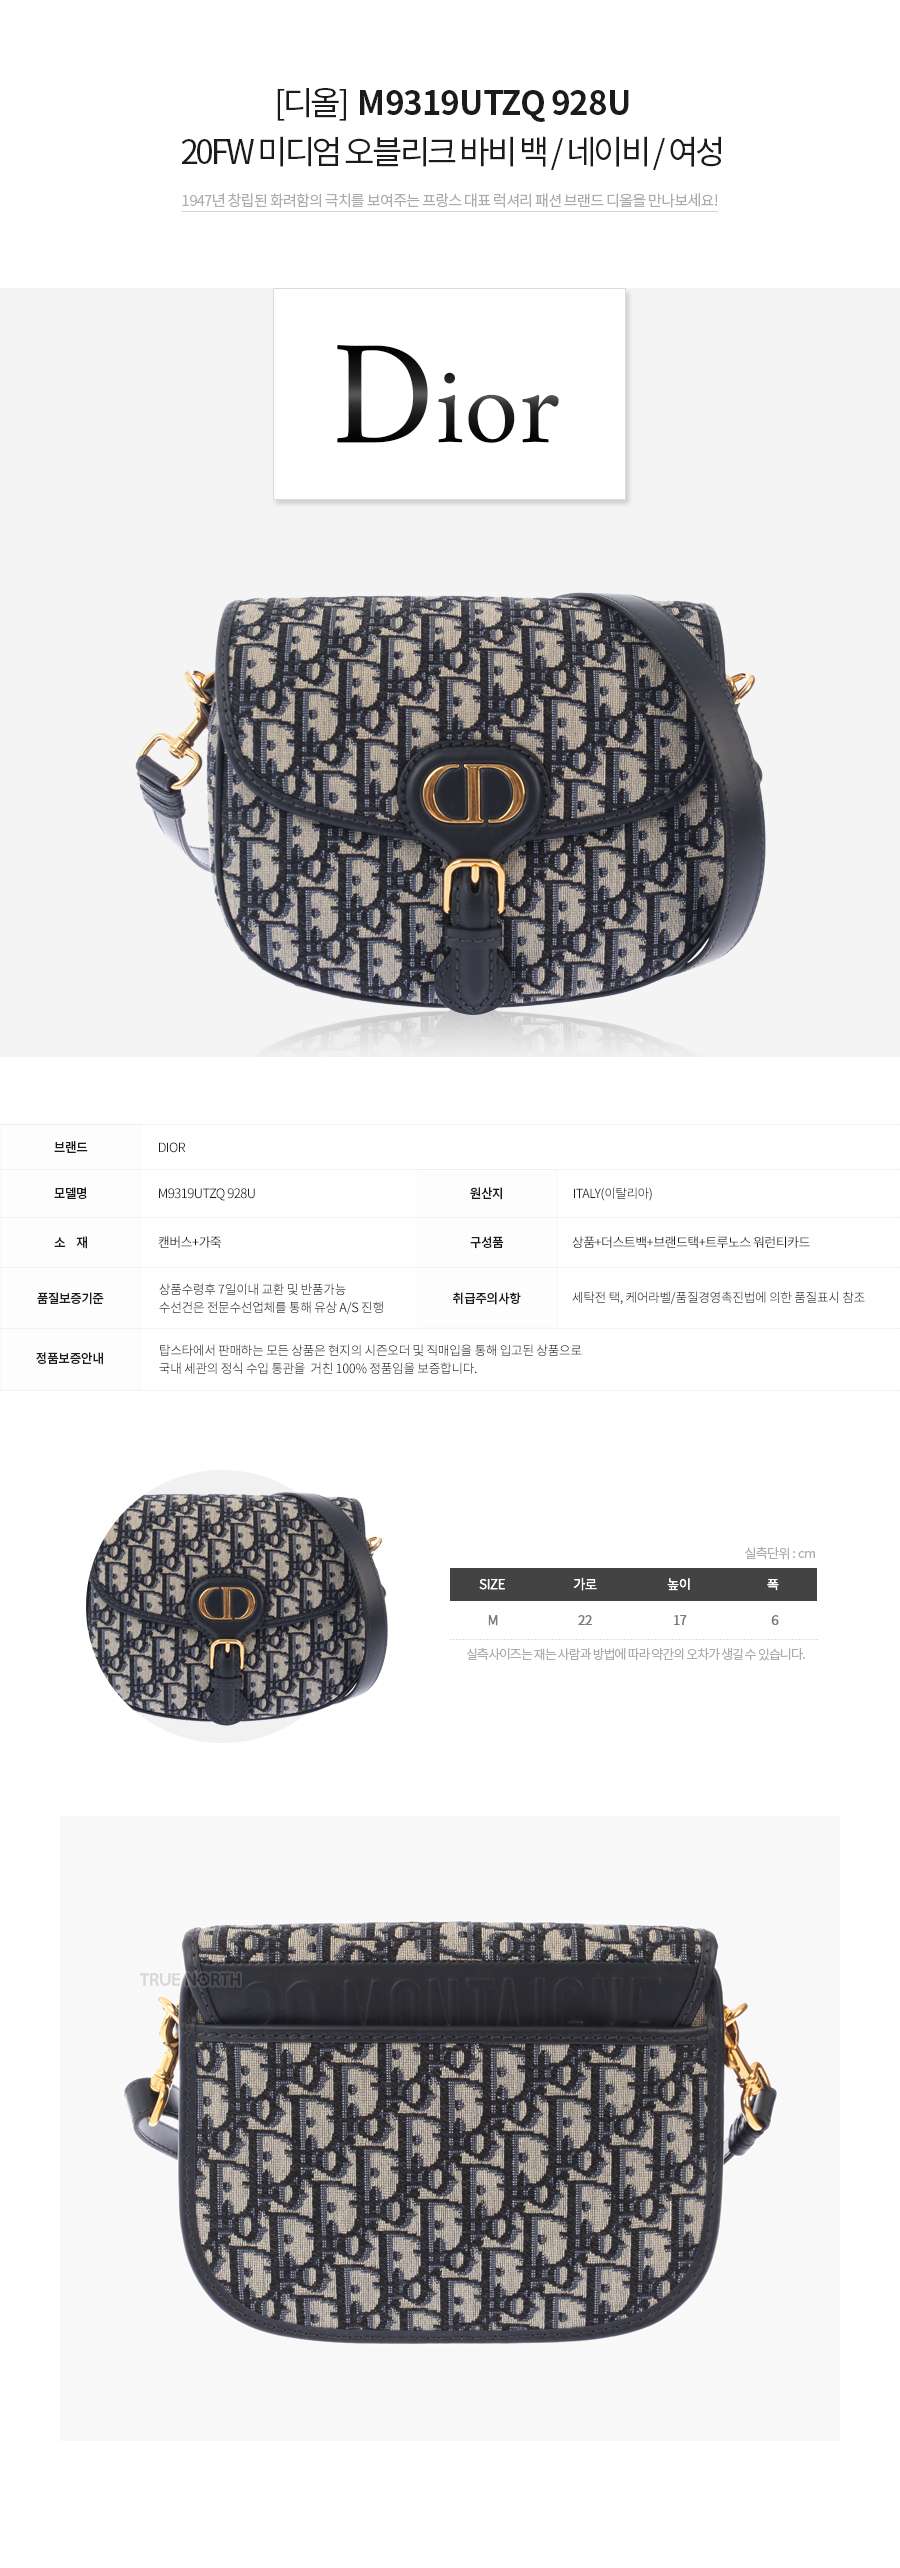 [디올] M9319UTZQ 928U
20FW 미디엄 오블리크 바비 백 / 네이비 / 여성
1947년 창립된 화려함의 극치를 보여주는 프랑스 대표 럭셔리 패션 브랜드 디올을 만나보세요!
Dior
브랜드 DIOR
모델명 M9319UTZQ 928U 원산지 ITALY(이탈리아)
소 재 캔버스+가죽 구성품 상품+더스트백+브랜드택+트루노스 워런티카드
품질보증기준 상품수령후 7일이내 교환 및 반품가능
수선건은 전문수선업체를 통해 유상 A/S 진행
취급주의사항 세탁전 택, 케어라벨/품질경영촉진법에 의한 품질표시 참조
정품보증안내 탑스타에서 판매하는 모든 상품은 현지의 시즌오더 및 직매입을 통해 입고된 상품으로
국내 세관의 정식 수입 통관을 거친 100% 정품임을 보증합니다.
실측단위 : cm
SIZE 가로 높이 폭
M 22 17 6
실측사이즈는 재는 사람과 방법에 따라 약간의 오차가 생길 수 있습니다.
TRUE NORTH